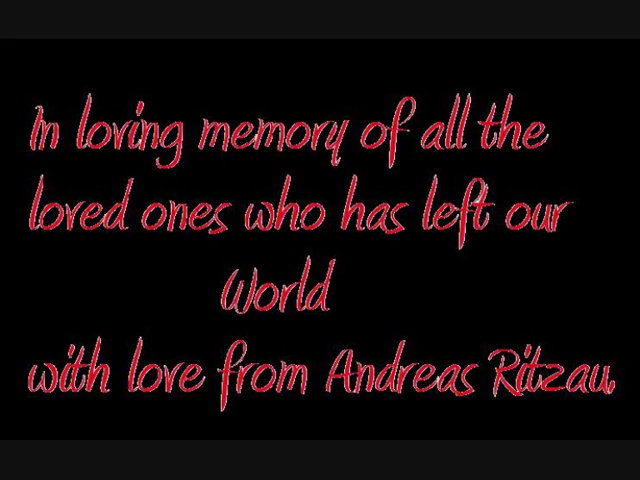 In loving memory of all the
loved ones who has left our
World
with love from Andreas Ritzau.